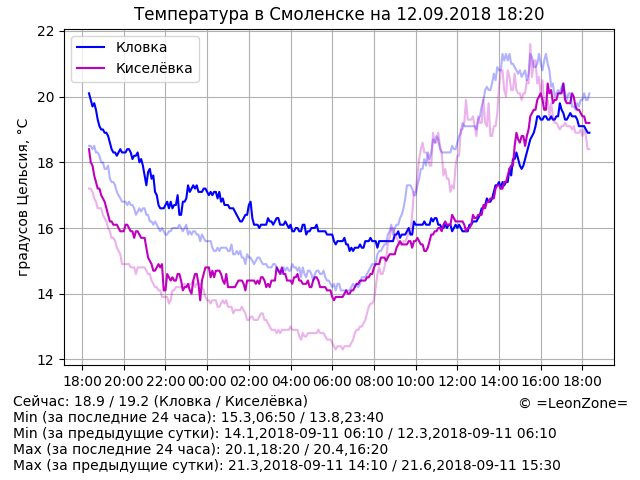 Температура в Смоленске на 12.09.2018 18:20
22
20
18
16
14
12
градусов Цельсия, °C
Кловка
Киселёвка
18:00 20:00 22:00 00:00 02:00 04:00 06:00 08:00 10:00 12:00 14:00 16:00 18:00
Сейчас: 18.9 / 19.2 (Кловка / Киселёвка)
© =LeonZone=
Min (за последние 24 часа): 15.3,06:50 / 13.8,23:40
Min (за предыдущие сутки): 14.1,2018-09-11 06:10 / 12.3,2018-09-11 06:10
Max (за последние 24 часа): 20.1,18:20 / 20.4,16:20
Max (за предыдущие сутки): 21.3,2018-09-11 14:10 / 21.6,2018-09-11 15:30